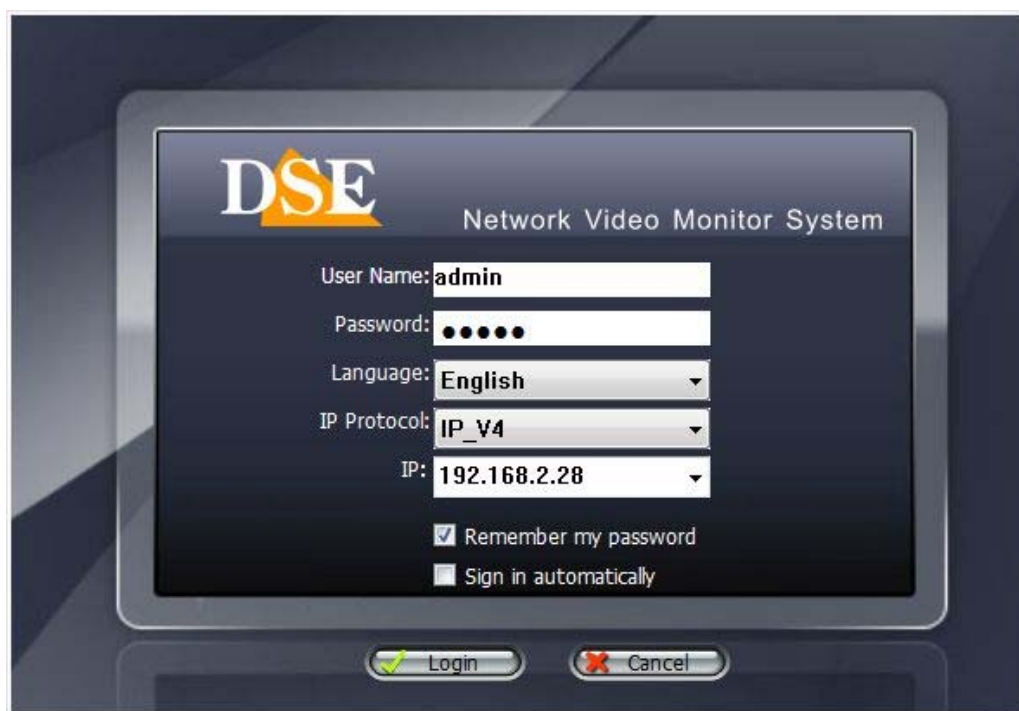 DSE
Network Video Monitor System
User Name: admin
Password: ●●●●●
Language: English
IP Protocol: IP_V4
IP: 192.168.2.28
Remember my password
Sign in automatically
Login Cancel